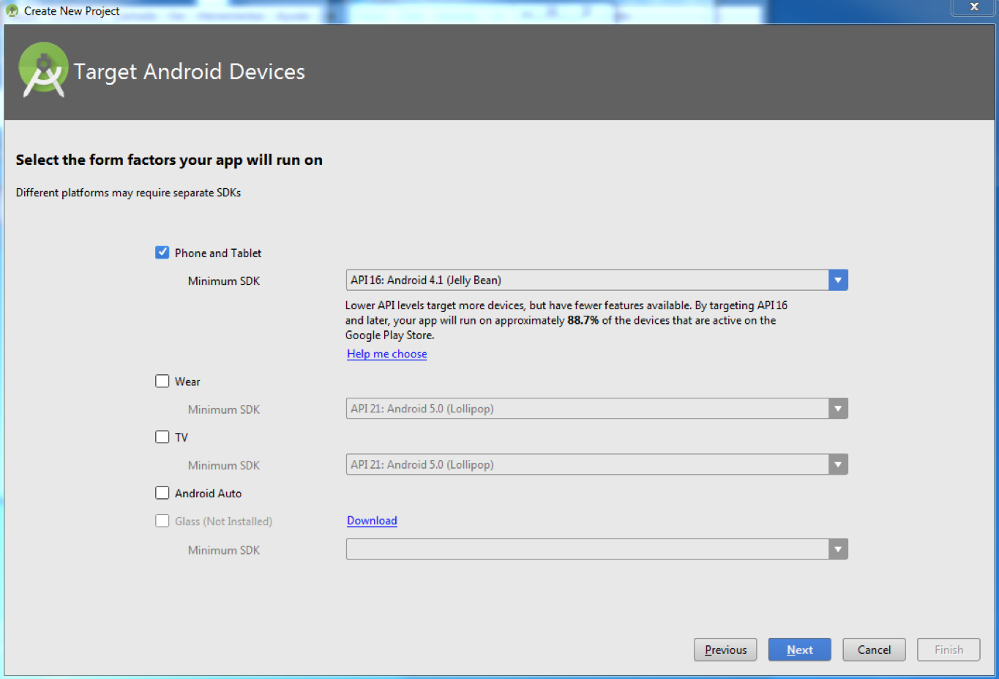 Create New Project
x
Target Android Devices
Select the form factors your app will run on
Different platforms may require separate SDKs
Phone and Tablet
Minimum SDK
API 16: Android 4.1 (Jelly Bean)
Lower API levels target more devices, but have fewer features available. By targeting API 16
and later, your app will run on approximately 88.7% of the devices that are active on the
Google Play Store.
Help me choose
Wear
Minimum SDK
API 21: Android 5.0 (Lollipop)
TV
Minimum SDK
API 21: Android 5.0 (Lollipop)
Android Auto
Glass (Not Installed)
Download
Minimum SDK
Previous
Next
Cancel
Finish